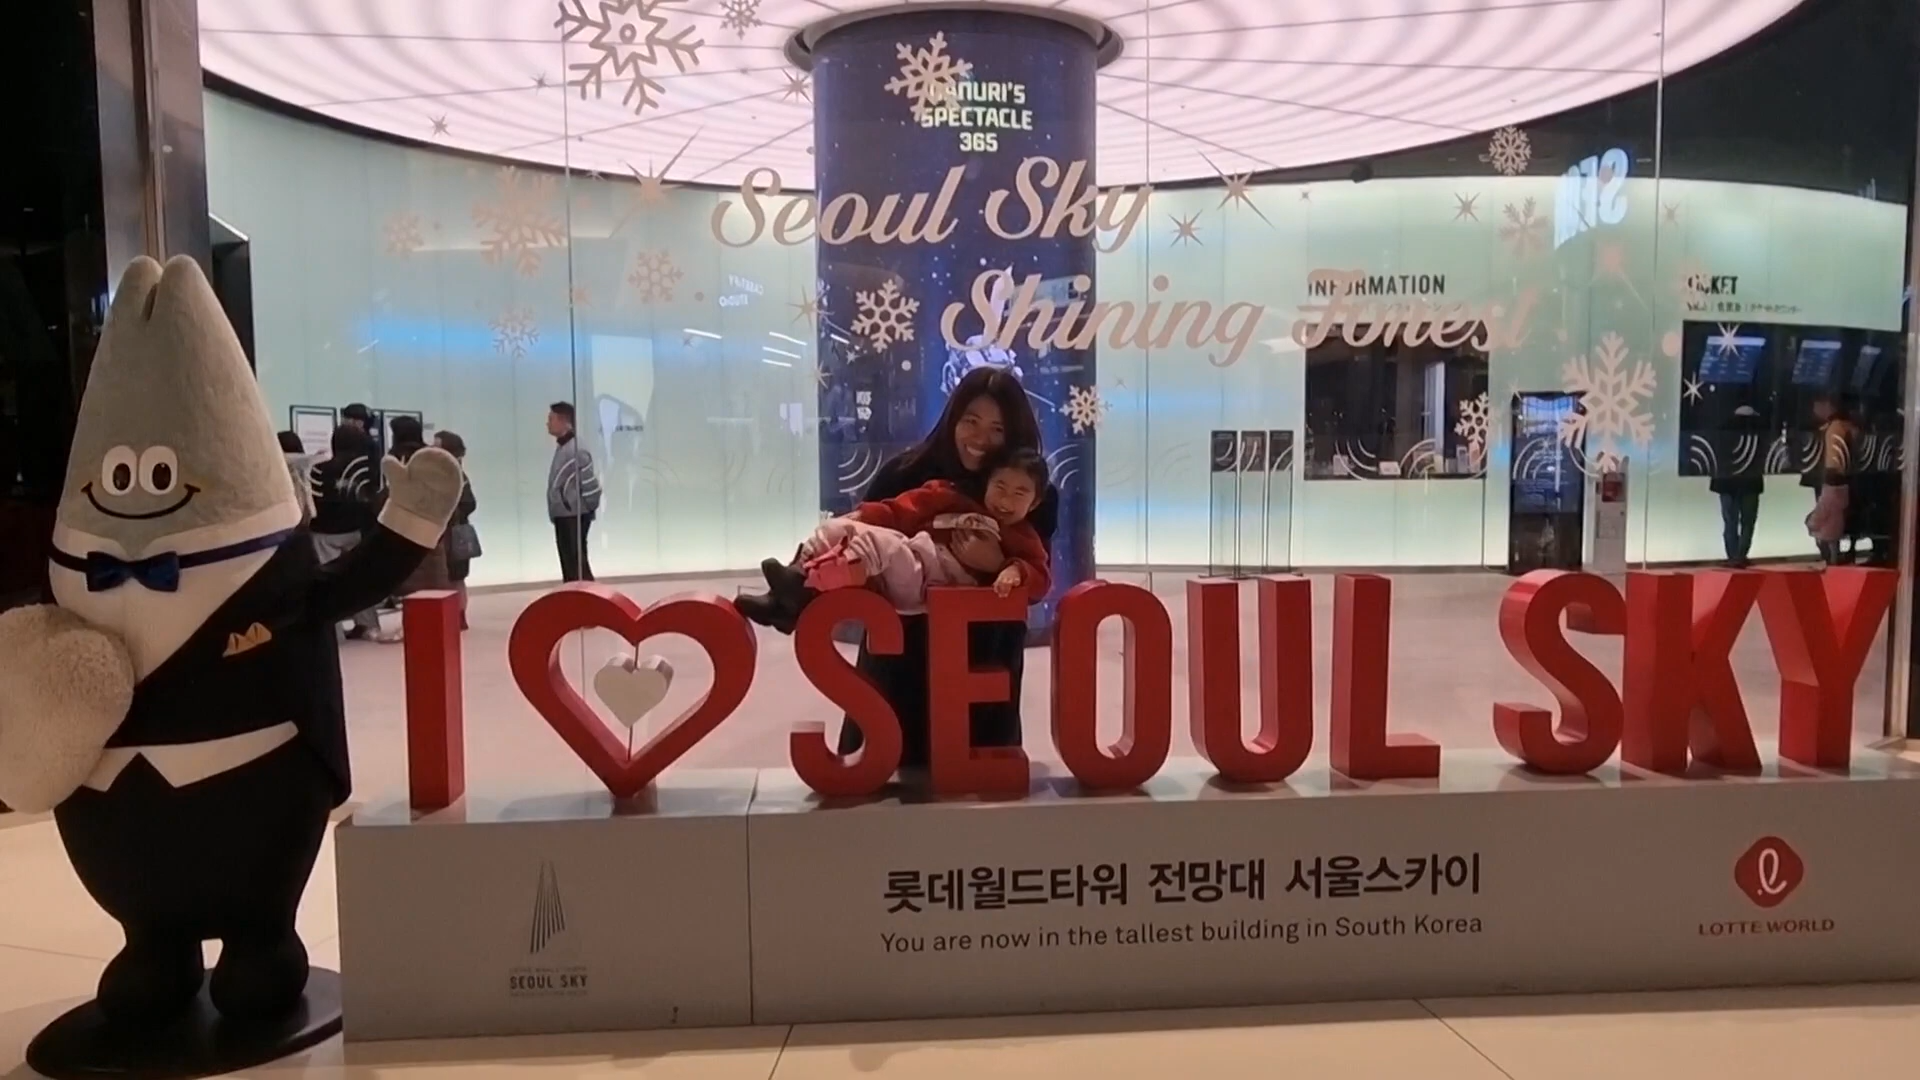 SPECTACLE
365
Seoul Sky
Shining Forest
INFORMATION
TICKET
I SEOUL SKY
롯데월드타워 전망대 서울스카이
You are now in the tallest building in South Korea
SEOUL SKY
LOTTE WORLD